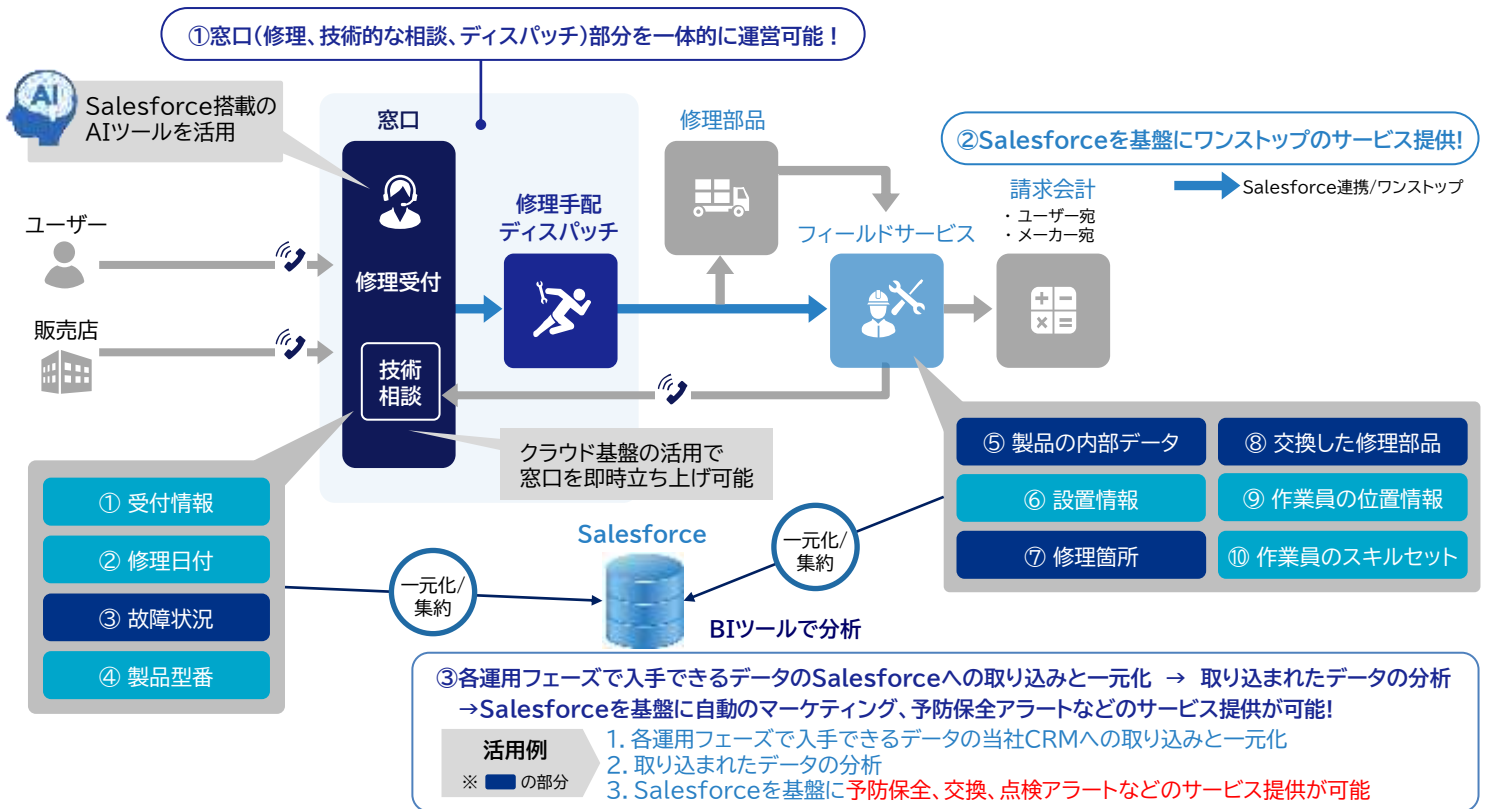 ①窓口(修理、技術的な相談、ディスパッチ)部分を一体的に運営可能！
AI
Salesforce搭載の
AIツールを活用
窓口
修理部品
②Salesforceを基盤にワンストップのサービス提供!
Salesforce連携/ワンストップ
請求会計
・ユーザー宛
・メーカー宛
修理手配
ディスパッチ
フィールドサービス
ユーザー
修理受付
販売店
技術
相談
クラウド基盤の活用で
窓口を即時立ち上げ可能
① 受付情報
② 修理日付
③ 故障状況
④ 製品型番
⑤ 製品の内部データ
⑧ 交換した修理部品
⑥ 設置情報
⑨ 作業員の位置情報
⑦ 修理箇所
⑩ 作業員のスキルセット
Salesforce
一元化/
集約
一元化/
集約
BIツールで分析
③各運用フェーズで入手できるデータのSalesforceへの取り込みと一元化 → 取り込まれたデータの分析
→Salesforceを基盤に自動のマーケティング、予防保全アラートなどのサービス提供が可能!
活用例
※ の部分
1. 各運用フェーズで入手できるデータの当社CRMへの取り込みと一元化
2. 取り込まれたデータの分析
3. Salesforceを基盤に予防保全、交換、点検アラートなどのサービス提供が可能